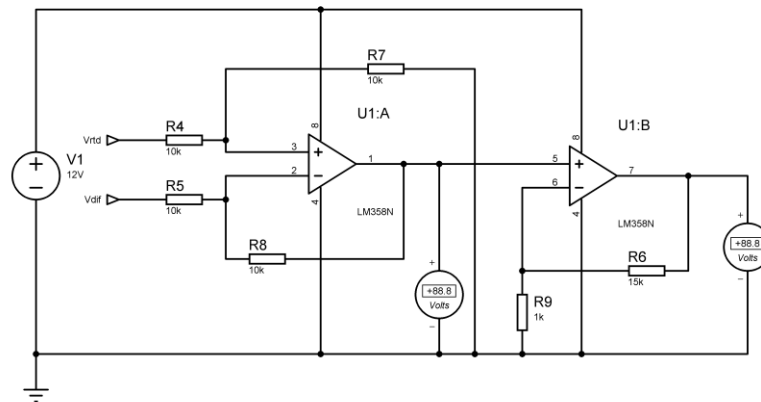 R7
10k
U1:A
U1:B
8
8
Vrtd
R4
10k
3
1
5
7
V1
12V
2
6
Vdif
R5
10k
4
4
LM358N
LM358N
R8
10k
R6
15k
+88.8
Volts
+88.8
Volts
R9
1k